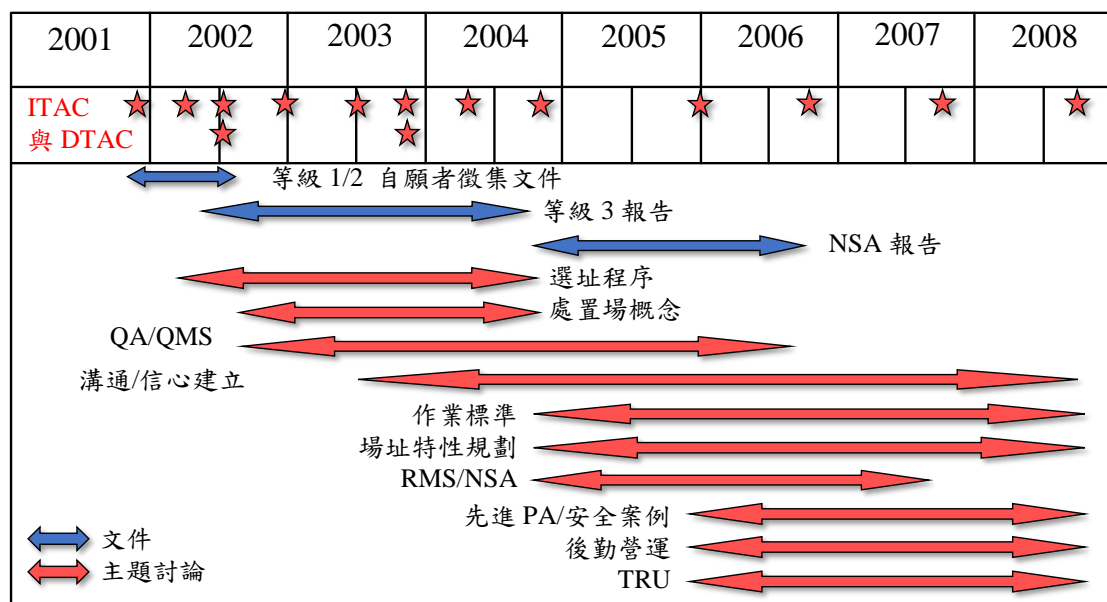 2001 2002 2003 2004 2005 2006 2007 2008
ITAC
與 DTAC
等級 1/2 自願者徵集文件
等級 3 報告
NSA 報告
選址程序
處置場概念
QA/QMS
溝通/信心建立
作業標準
場址特性規劃
RMS/NSA
先進 PA/安全案例
後勤營運
TRU
文件
主題討論